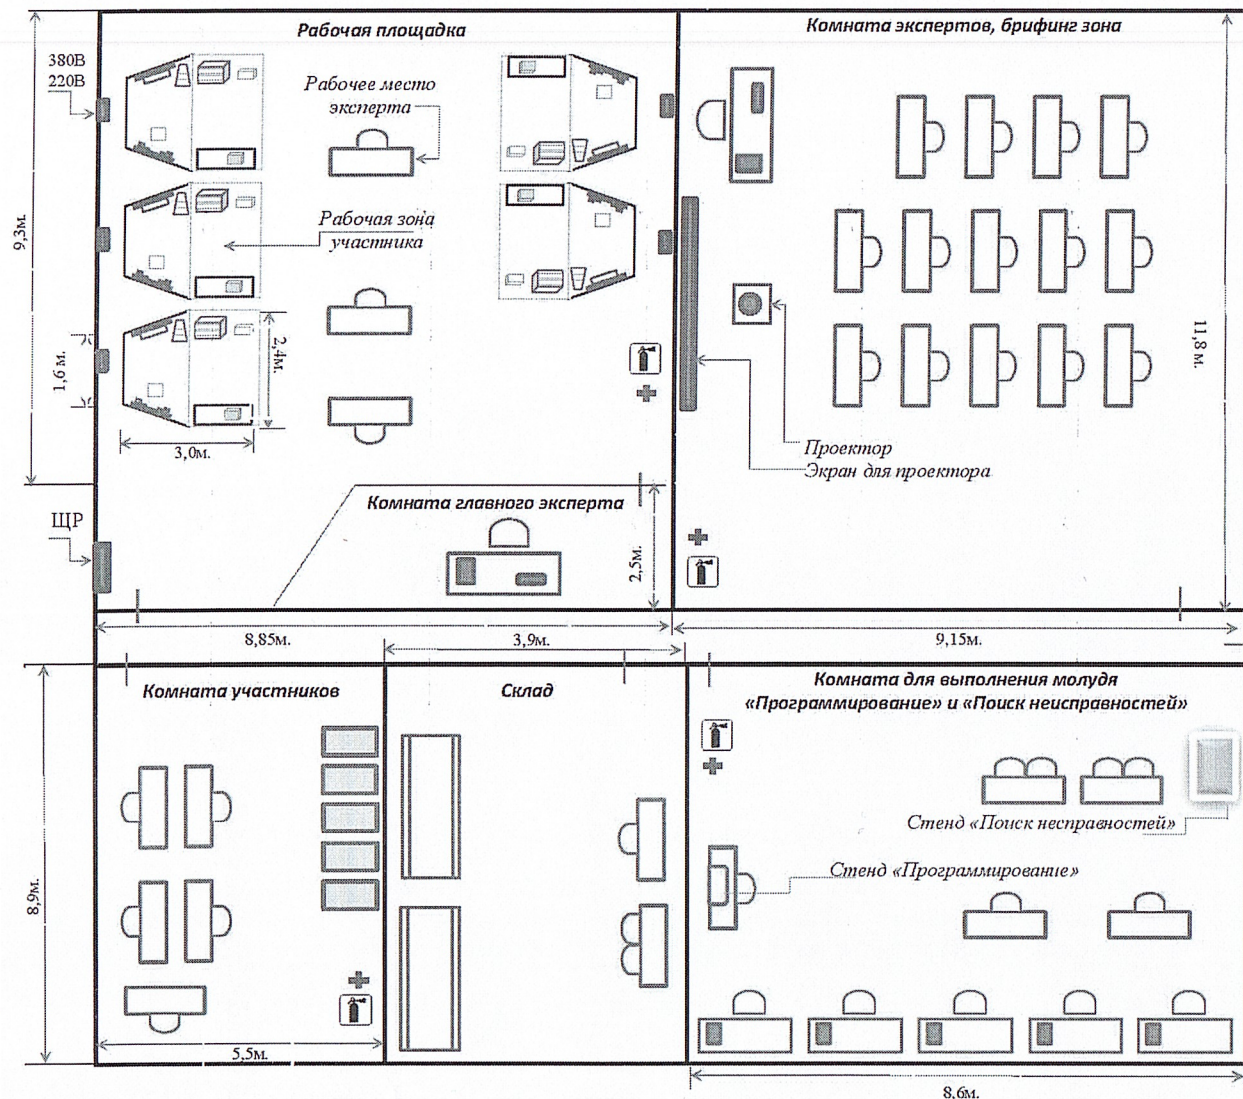 Рабочая площадка
Комната экспертов, брифинг зона
380В
220В
Рабочее место
эксперта
Рабочая зона
участника
9,3м.
1,6 м.
2,4м.
3,0м.
11,8 м.
Проектор
Экран для проектора
Комната главного эксперта
ЩР
2,5м.
8,85м.
3,9м.
9,15м.
Комната участников
Склад
Комната для выполнения молудя
«Программирование» и «Поиск неисправностей»
Стенд «Поиск несправностей»
Стенд «Программирование»
8,9м.
5,5м.
8,6м.